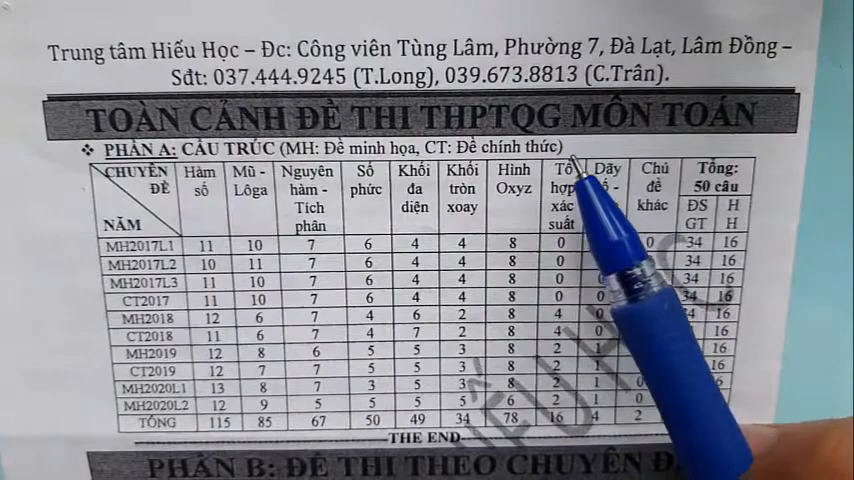 Trung tâm Hiếu Học – Đc: Công viên Tùng Lâm, Phường 7, Đà Lạt, Lâm Đồng –
Sđt: 037.444.9245 (T.Long), 039.673.8813 (C.Trân).
TOÀN CẢNH ĐỀ THI THPTQG MÔN TOÁN
❖ PHẦN A: CẤU TRÚC (MH: Đề minh họa, CT: Đề chính thức)
CHUYÊN ĐỀ NĂM Hàm số Mũ - Lôga Nguyên hàm - Tích phân Số phức Khối đa diện Khối tròn xoay Hình Oxyz Tổ hợp xác suất Dãy Chủ đề khác Tổng: 50 câu
ĐS GT HH
MH2017L1 11 10 7 6 4 4 8 0 0 34 16
MH2017L2 10 11 7 6 4 4 8 0 34 16
MH2017L3 11 10 7 6 4 4 8 0 34 16
CT2017 11 10 7 6 4 4 8 0 0 34 16
MH2018 12 6 7 4 6 2 8 4 0 16
CT2018 11 6 7 4 7 2 8 4 0 16
MH2019 12 8 6 5 5 3 8 2 1 16
CT2019 12 7 7 5 5 3 8 2 1 16
MH2020L1 13 8 7 3 5 3 8 2 1 0
MH2020L2 12 9 5 5 5 5 6 2 1 0
TỔNG 115 85 67 50 49 34 78 16 4 2
THE END
PHẦN B: ĐỀ THI THEO CHUYÊN
HIẾU HỌC